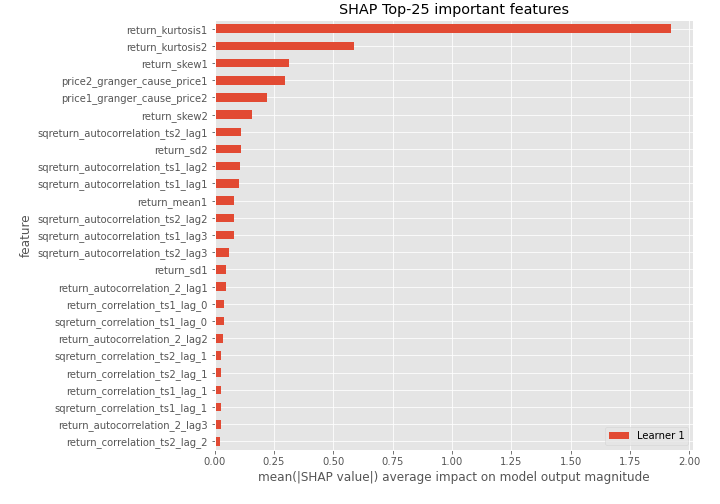 SHAP Top-25 important features
return_kurtosis1
return_kurtosis2
return_skew1
price2_granger_cause_price1
price1_granger_cause_price2
return_skew2
sqreturn_autocorrelation_ts2_lag1
return_sd2
sqreturn_autocorrelation_ts1_lag2
sqreturn_autocorrelation_ts1_lag1
return_mean1
sqreturn_autocorrelation_ts2_lag2
sqreturn_autocorrelation_ts1_lag3
sqreturn_autocorrelation_ts2_lag3
return_sd1
return_autocorrelation_2_lag1
return_correlation_ts1_lag_0
sqreturn_correlation_ts1_lag_0
return_autocorrelation_2_lag2
sqreturn_correlation_ts2_lag_1
return_correlation_ts2_lag_1
return_correlation_ts1_lag_1
sqreturn_correlation_ts1_lag_1
return_autocorrelation_2_lag3
return_correlation_ts2_lag_2
feature
Learner 1
0.00 0.25 0.50 0.75 1.00 1.25 1.50 1.75 2.00
mean(|SHAP value|) average impact on model output magnitude